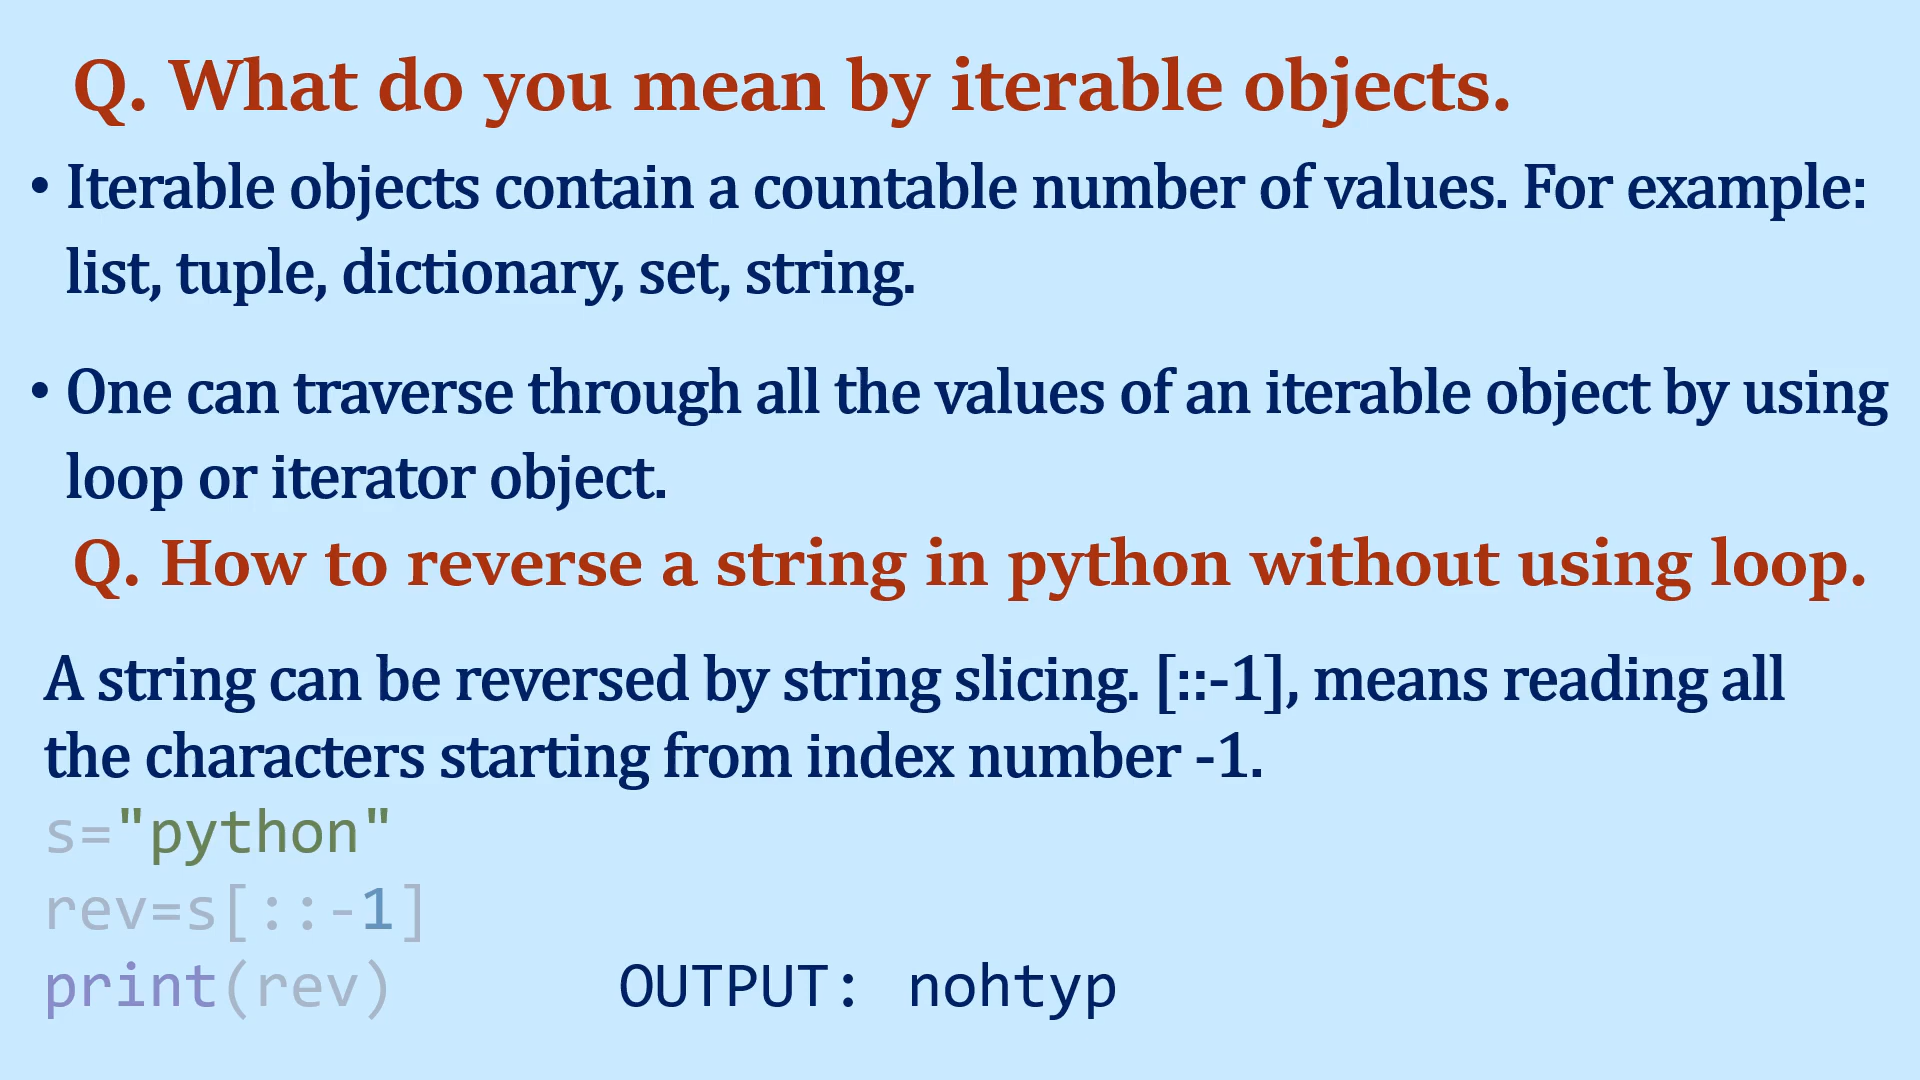 Q. What do you mean by iterable objects.
• Iterable objects contain a countable number of values. For example:
list, tuple, dictionary, set, string.
• One can traverse through all the values of an iterable object by using
loop or iterator object.
Q. How to reverse a string in python without using loop.
A string can be reversed by string slicing. [::-1], means reading all
the characters starting from index number -1.
s="python"
rev=s[::-1]
print(rev) OUTPUT: nohtyp